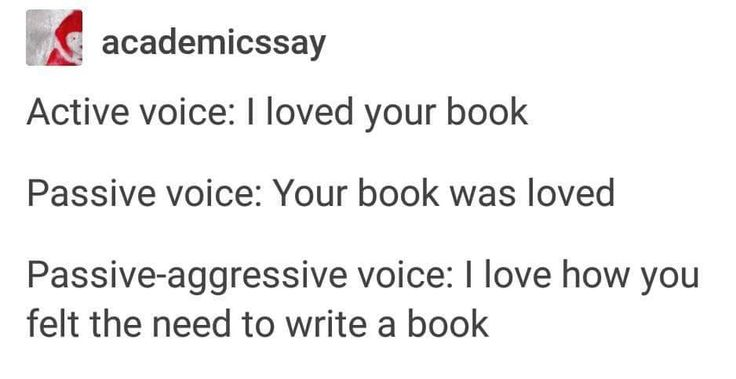 academicssay
Active voice: I loved your book
Passive voice: Your book was loved
Passive-aggressive voice: I love how you
felt the need to write a book